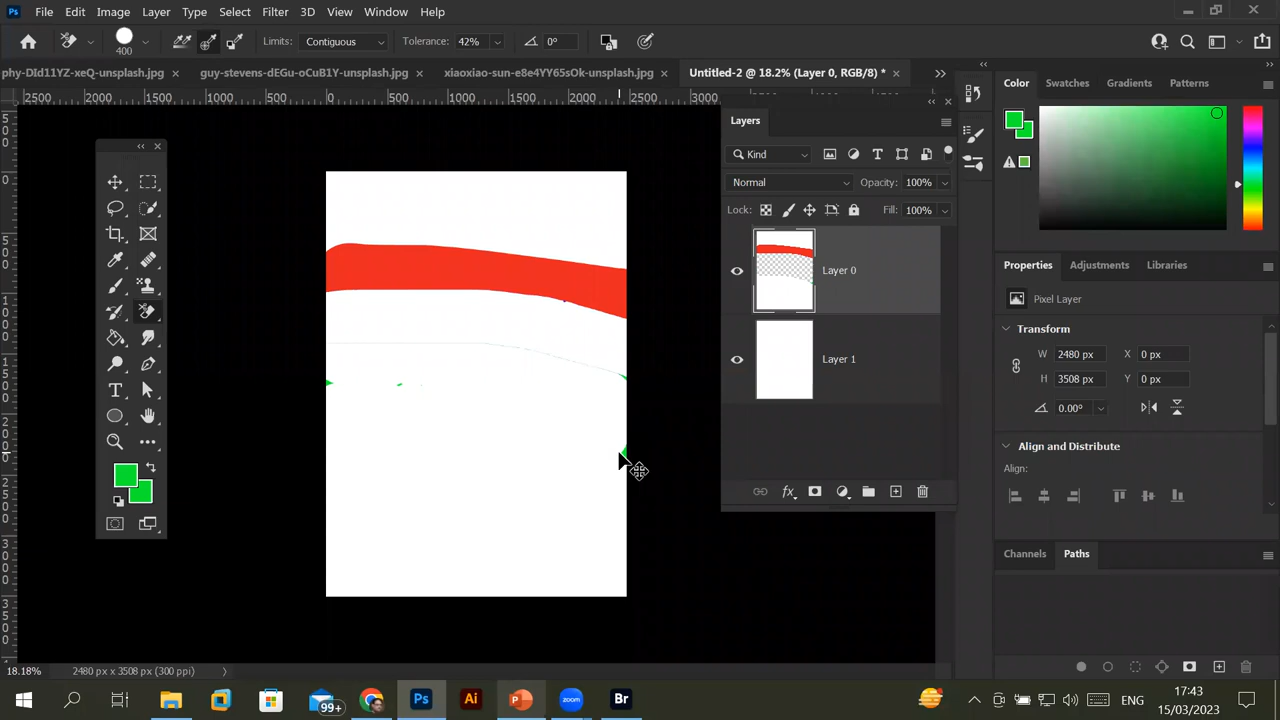 Ps File Edit Image Layer Type Select Filter 3D View Window Help
400 Limits: Contiguous Tolerance: 42% 0°
phy-DId11YZ-xeQ-unsplash.jpg × guy-stevens-dEGu-oCuB1Y-unsplash.jpg × xiaoxiao-sun-e8e4YY65sOk-unsplash.jpg × Untitled-2 @ 18.2% (Layer 0, RGB/8) * ×
2500 2000 1500 1000 500 0 500 1000 1500 2000 2500 3000
Layers
Kind
Normal Opacity: 100%
Lock: Fill: 100%
Layer 0
Layer 1
fx
Color Swatches Gradients Patterns
Properties Adjustments Libraries
Pixel Layer
Transform
W 2480 px X 0 px
H 3508 px Y 0 px
0.00°
Align and Distribute
Align:
Channels Paths
18.18% 2480 px x 3508 px (300 ppi)
99+ Ps Ai P zoom Br ENG 17:43
15/03/2023